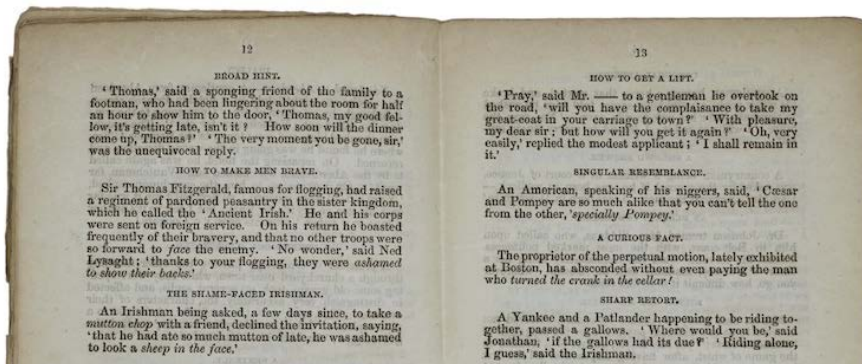 12
BROAD HINT.
‘Thomas,’ said a sponging friend of the family to a
footman, who had been lingering about the room for half
an hour to show him to the door, ‘Thomas, my good fel-
low, it's getting late, isn't it? How soon will the dinner
come up, Thomas?’ ‘The very moment you be gone, sir,’
was the unequivocal reply.
HOW TO MAKE MEN BRAVE.
Sir Thomas Fitzgerald, famous for flogging, had raised
a regiment of pardoned peasantry in the sister kingdom,
which he called the ‘Ancient Irish.’ He and his corps
were sent on foreign service. On his return he boasted
frequently of their bravery, and that no other troops were
so forward to face the enemy. ‘No wonder,’ said Ned
Lysaght; ‘thanks to your flogging, they were ashamed
to show their backs.’
THE SHAME-FACED IRISHMAN.
An Irishman being asked, a few days since, to take a
mutton chop with a friend, declined the invitation, saying,
‘that he had ate so much mutton of late, he was ashamed
to look a sheep in the face.’
13
HOW TO GET A LIFT.
‘Pray,’ said Mr. —— to a gentleman he overtook on
the road, ‘will you have the complaisance to take my
great-coat in your carriage to town?’ ‘With pleasure,
my dear sir; but how will you get it again?’ ‘Oh, very
easily,’ replied the modest applicant; ‘I shall remain in
it.’
SINGULAR RESEMBLANCE.
An American, speaking of his niggers, said, ‘Cæsar
and Pompey are so much alike that you can't tell the one
from the other, ‘specially Pompey.’
A CURIOUS FACT.
The proprietor of the perpetual motion, lately exhibited
at Boston, has absconded without even paying the man
who turned the crank in the cellar!
SHARP RETORT.
A Yankee and a Patlander happening to be riding to-
gether, passed a gallows. ‘Where would you be,’ said
Jonathan, ‘if the gallows had its due?’ ‘Riding alone,
I guess,’ said the Irishman.